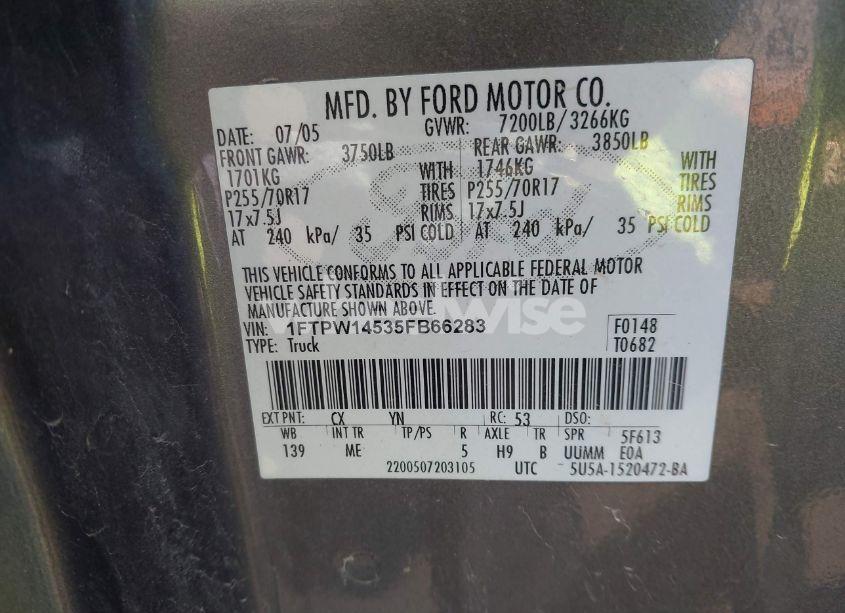 MFD. BY FORD MOTOR CO.
DATE: 07/05 GVWR: 7200LB/ 3266KG
FRONT GAWR: 3750LB REAR GAWR: 3850LB
1701KG WITH 1746KG WITH
P255/70R17 TIRES P255/70R17 TIRES
17x7.5J RIMS 17x7.5J RIMS
AT 240 kPa/ 35 PSI COLD AT 240 kPa/ 35 PSI COLD
THIS VEHICLE CONFORMS TO ALL APPLICABLE FEDERAL MOTOR
VEHICLE SAFETY STANDARDS IN EFFECT ON THE DATE OF
MANUFACTURE SHOWN ABOVE.
VIN: 1FTPW14535FB66283 F0148
TYPE: Truck T0682
EXT PNT: CX YN RC: 53 DSO:
WB INT TR TP/PS R AXLE TR SPR 5F613
139 ME 5 H9 B UUMM E0A
2200507203105 UTC 5U5A-1520472-BA